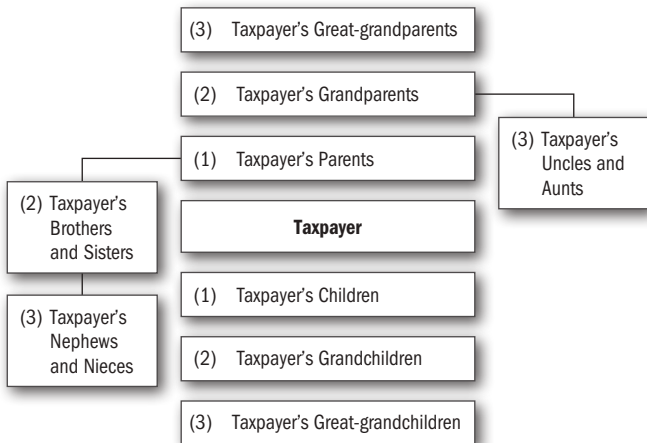 (3) Taxpayer’s Great-grandparents
(2) Taxpayer’s Grandparents
(3) Taxpayer’s
Uncles and
Aunts
(1) Taxpayer’s Parents
(2) Taxpayer’s
Brothers
and Sisters
Taxpayer
(1) Taxpayer’s Children
(3) Taxpayer’s
Nephews
and Nieces
(2) Taxpayer’s Grandchildren
(3) Taxpayer’s Great-grandchildren